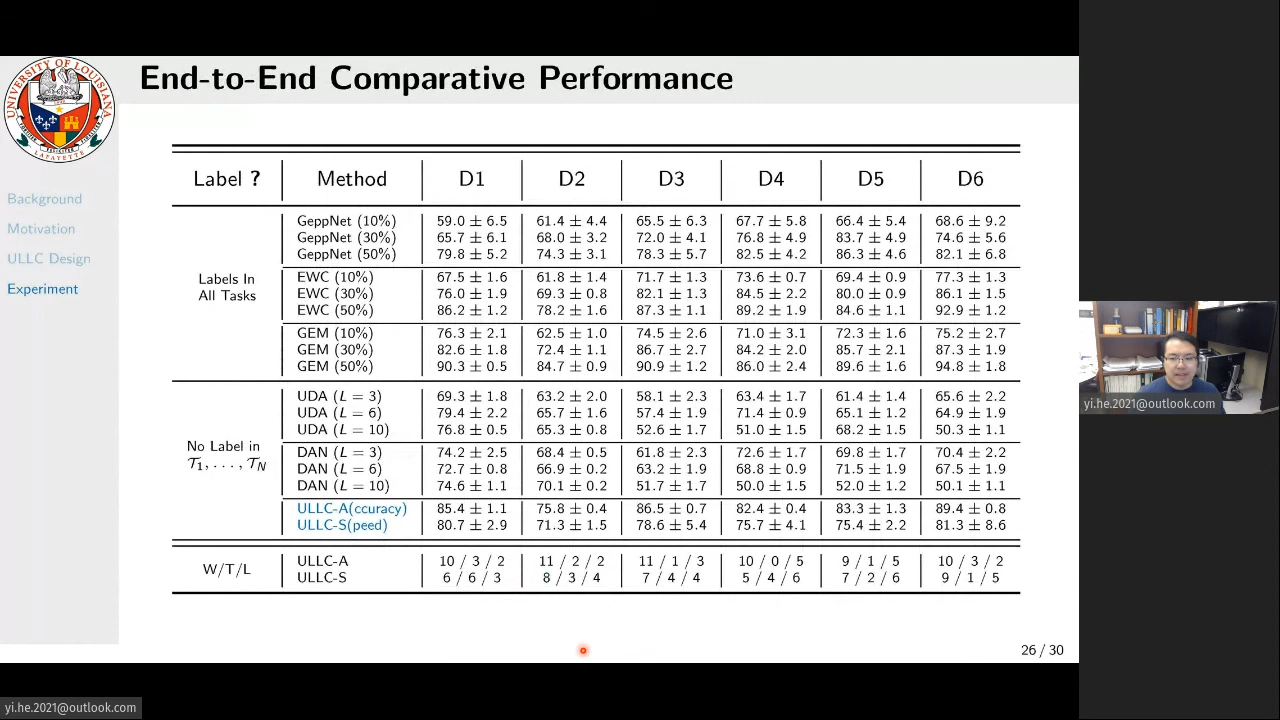 End-to-End Comparative Performance
UNIVERSITY OF LOUISIANA
LAFAYETTE
Background
Motivation
ULLC Design
Experiment
Label ? Method D1 D2 D3 D4 D5 D6
Labels In
All Tasks
GeppNet (10%) 59.0 ± 6.5 61.4 ± 4.4 65.5 ± 6.3 67.7 ± 5.8 66.4 ± 5.4 68.6 ± 9.2
GeppNet (30%) 65.7 ± 6.1 68.0 ± 3.2 72.0 ± 4.1 76.8 ± 4.9 83.7 ± 4.9 74.6 ± 5.6
GeppNet (50%) 79.8 ± 5.2 74.3 ± 3.1 78.3 ± 5.7 82.5 ± 4.2 86.3 ± 4.6 82.1 ± 6.8
EWC (10%) 67.5 ± 1.6 61.8 ± 1.4 71.7 ± 1.3 73.6 ± 0.7 69.4 ± 0.9 77.3 ± 1.3
EWC (30%) 76.0 ± 1.9 69.3 ± 0.8 82.1 ± 1.3 84.5 ± 2.2 80.0 ± 0.9 86.1 ± 1.5
EWC (50%) 86.2 ± 1.2 78.2 ± 1.6 87.3 ± 1.1 89.2 ± 1.9 84.6 ± 1.1 92.9 ± 1.2
GEM (10%) 76.3 ± 2.1 62.5 ± 1.0 74.5 ± 2.6 71.0 ± 3.1 72.3 ± 1.6 75.2 ± 2.7
GEM (30%) 82.6 ± 1.8 72.4 ± 1.1 86.7 ± 2.7 84.2 ± 2.0 85.7 ± 2.1 87.3 ± 1.9
GEM (50%) 90.3 ± 0.5 84.7 ± 0.9 90.9 ± 1.2 86.0 ± 2.4 89.6 ± 1.6 94.8 ± 1.8
No Label in
T1, . . . , TN
UDA (L = 3) 69.3 ± 1.8 63.2 ± 2.0 58.1 ± 2.3 63.4 ± 1.7 61.4 ± 1.4 65.6 ± 2.2
UDA (L = 6) 79.4 ± 2.2 65.7 ± 1.6 57.4 ± 1.9 71.4 ± 0.9 65.1 ± 1.2 64.9 ± 1.9
UDA (L = 10) 76.8 ± 0.5 65.3 ± 0.8 52.6 ± 1.7 51.0 ± 1.5 68.2 ± 1.5 50.3 ± 1.1
DAN (L = 3) 74.2 ± 2.5 68.4 ± 0.5 61.8 ± 2.3 72.6 ± 1.7 69.8 ± 1.7 70.4 ± 2.2
DAN (L = 6) 72.7 ± 0.8 66.9 ± 0.2 63.2 ± 1.9 68.8 ± 0.9 71.5 ± 1.9 67.5 ± 1.9
DAN (L = 10) 74.6 ± 1.1 70.1 ± 0.2 51.7 ± 1.7 50.0 ± 1.5 52.0 ± 1.2 50.1 ± 1.1
ULLC-A(ccuracy) 85.4 ± 1.1 75.8 ± 0.4 86.5 ± 0.7 82.4 ± 0.4 83.3 ± 1.3 89.4 ± 0.8
ULLC-S(peed) 80.7 ± 2.9 71.3 ± 1.5 78.6 ± 5.4 75.7 ± 4.1 75.4 ± 2.2 81.3 ± 8.6
W/T/L
ULLC-A 10 / 3 / 2 11 / 2 / 2 11 / 1 / 3 10 / 0 / 5 9 / 1 / 5 10 / 3 / 2
ULLC-S 6 / 6 / 3 8 / 3 / 4 7 / 4 / 4 5 / 4 / 6 7 / 2 / 6 9 / 1 / 5
26 / 30
yi.he.2021@outlook.com
yi.he.2021@outlook.com